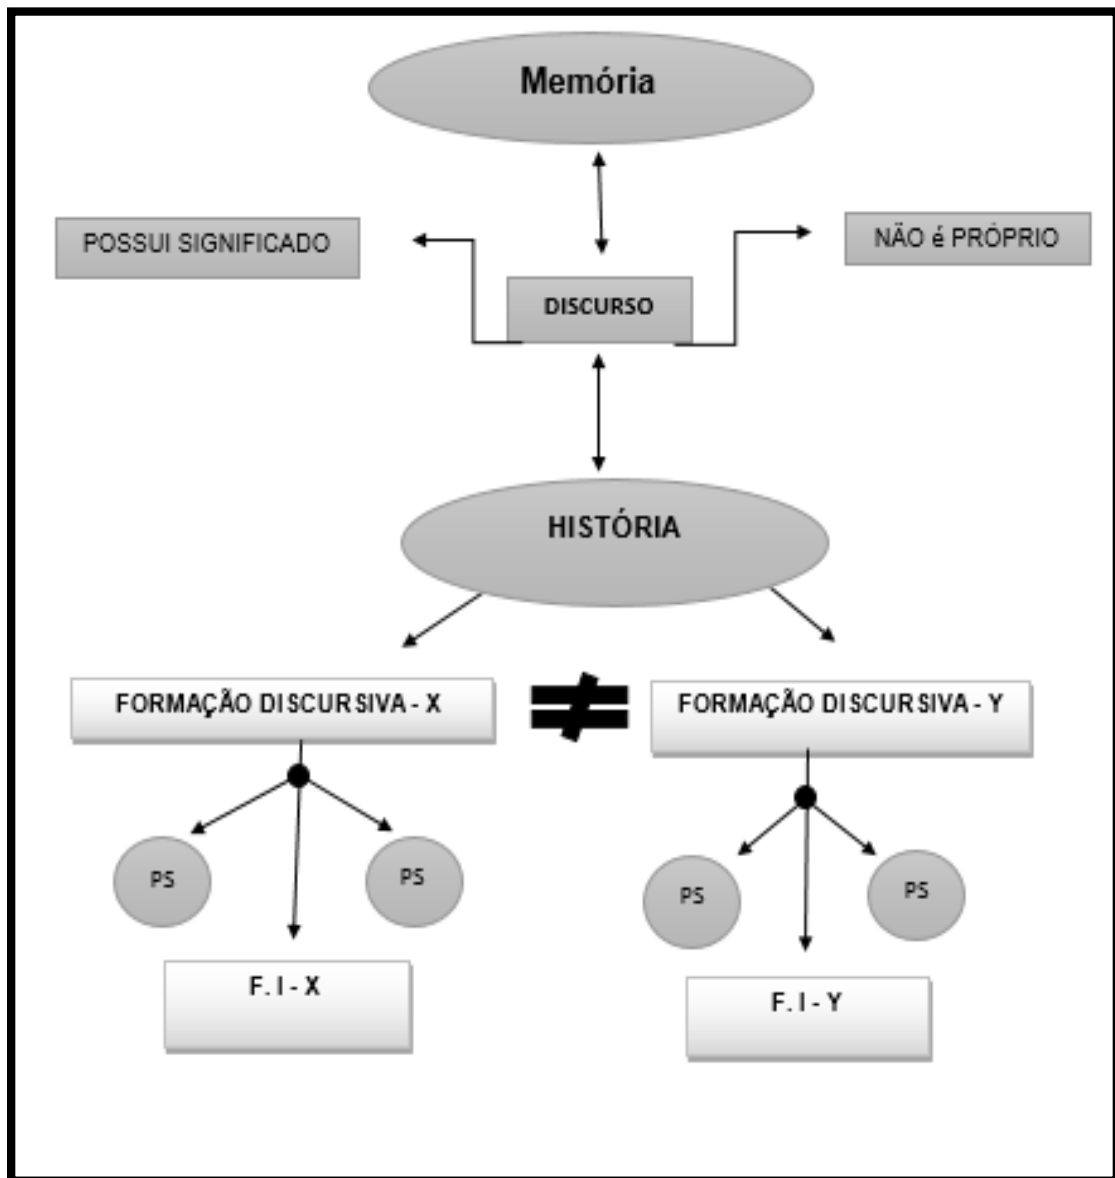 Memória
POSSUI SIGNIFICADO
NÃO é PRÓPRIO
DISCURSO
HISTÓRIA
FORMAÇÃO DISCURSIVA - X
≠
FORMAÇÃO DISCURSIVA - Y
PS
PS
PS
PS
F. I - X
F. I - Y